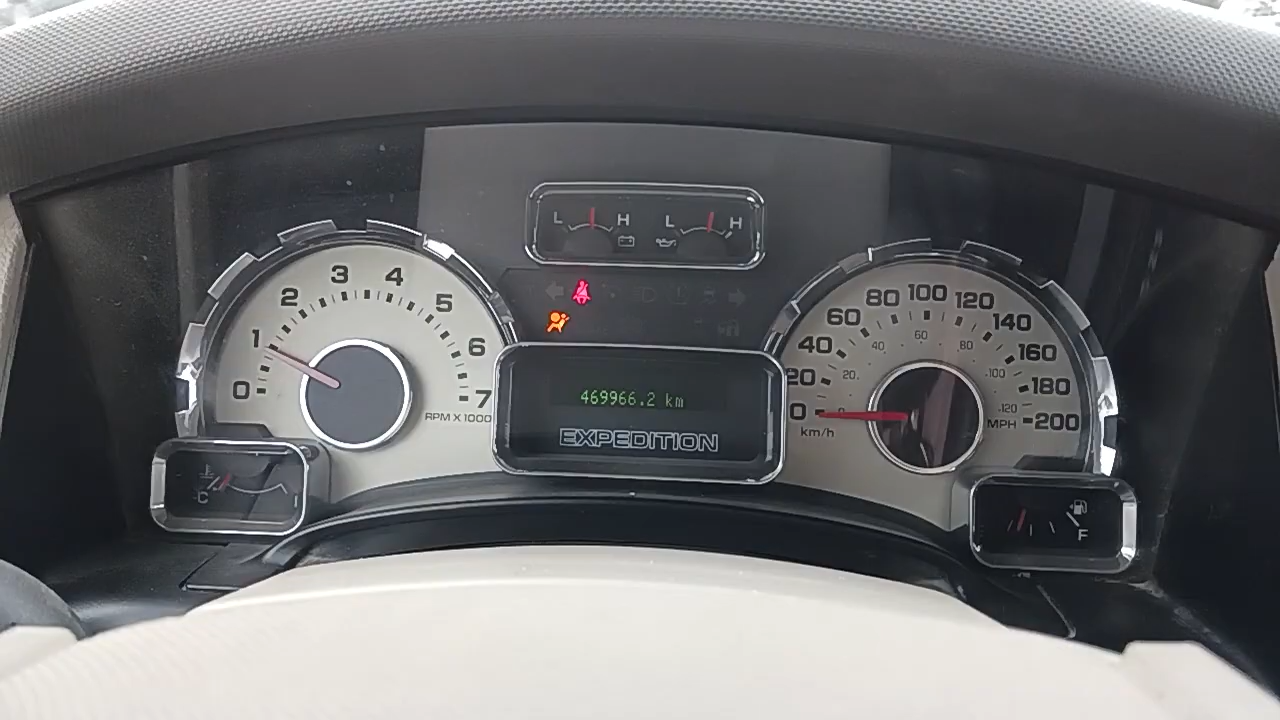 L H L H
0 1 2 3 4 5 6 7
RPM X 1000
469966.2 km
EXPEDITION
0 20 40 60 80 100 120 140 160 180 200
km/h
0 20 40 60 80 100 120
MPH
C
F